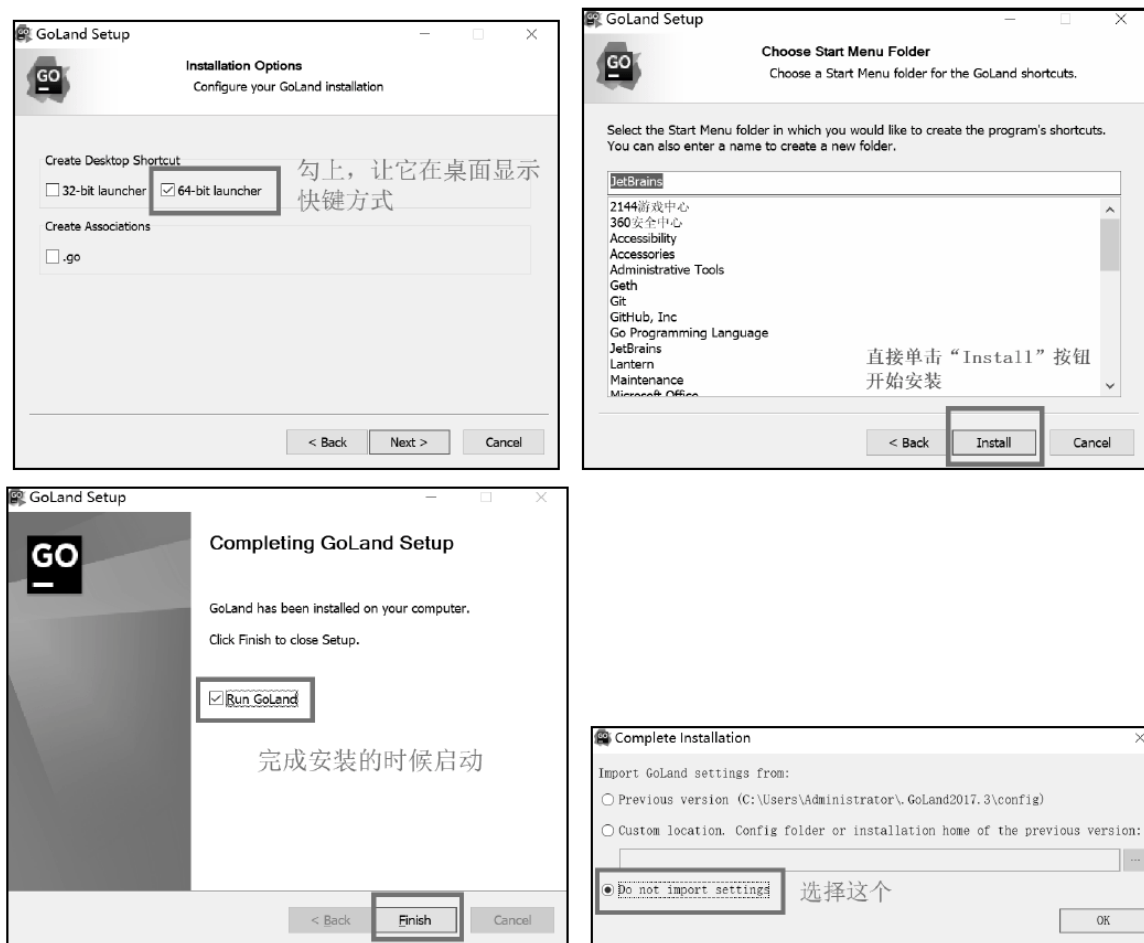 GoLand Setup
GO
Installation Options
Configure your GoLand installation
Create Desktop Shortcut
32-bit launcher
64-bit launcher
勾上，让它在桌面显示
快键方式
Create Associations
.go
< Back
Next >
Cancel
GoLand Setup
GO
Choose Start Menu Folder
Choose a Start Menu folder for the GoLand shortcuts.
Select the Start Menu folder in which you would like to create the program's shortcuts.
You can also enter a name to create a new folder.
JetBrains
2144游戏中心
360安全中心
Accessibility
Accessories
Administrative Tools
Geth
Git
GitHub, Inc
Go Programming Language
JetBrains
Lantern
Maintenance
Microsoft Office
直接单击“Install”按钮
开始安装
< Back
Install
Cancel
GoLand Setup
GO
Completing GoLand Setup
GoLand has been installed on your computer.
Click Finish to close Setup.
Run GoLand
完成安装的时候启动
< Back
Finish
Cancel
Complete Installation
Import GoLand settings from:
Previous version (C:\Users\Administrator\.GoLand2017.3\config)
Custom location. Config folder or installation home of the previous version:
...
Do not import settings
选择这个
OK